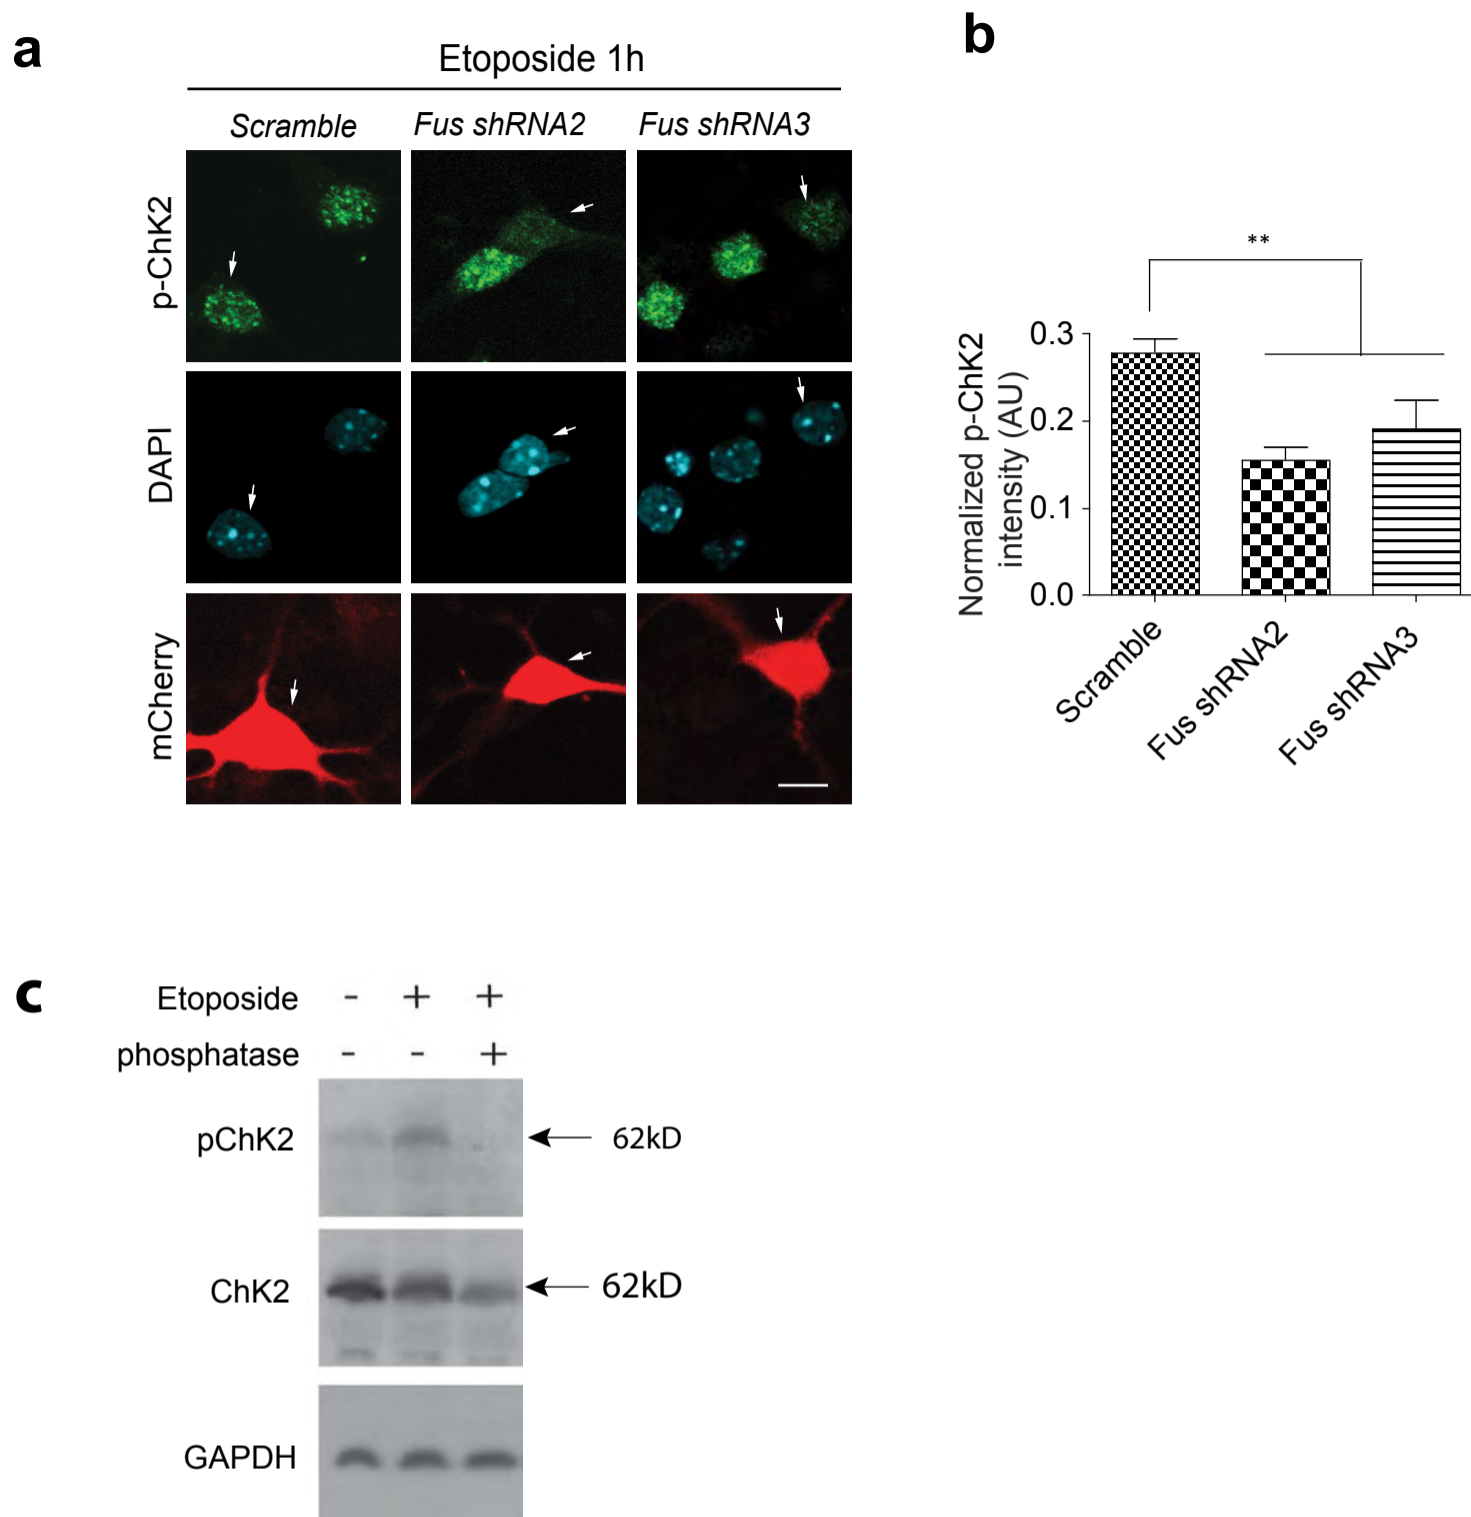 a
Etoposide 1h
Scramble Fus shRNA2 Fus shRNA3
p-ChK2
DAPI
mCherry
b
**
Normalized p-ChK2
intensity (AU)
0.3
0.2
0.1
0.0
Scramble
Fus shRNA2
Fus shRNA3
c
Etoposide - + +
phosphatase - - +
pChK2 62kD
ChK2 62kD
GAPDH